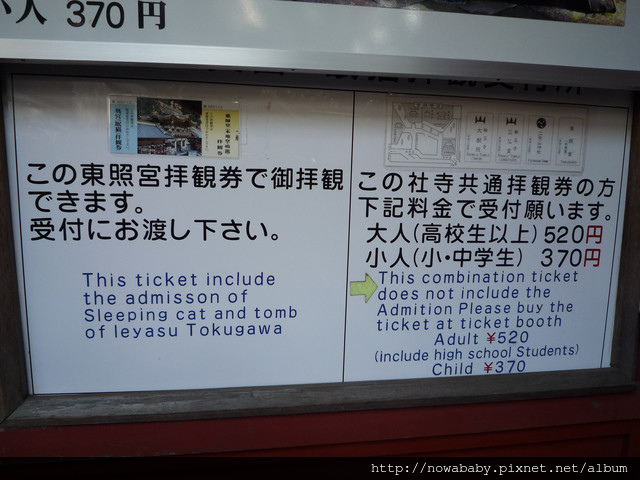 小人 370円
この東照宮拝観券で御拝観
できます。
受付にお渡し下さい。
This ticket include
the admisson of
Sleeping cat and tomb
of Ieyasu Tokugawa
この社寺共通拝観券の方
下記料金で受付願います。
大人(高校生以上) 520円
小人(小・中学生) 370円
This combination ticket
does not include the
Admition Please buy the
ticket at ticket booth
Adult ¥520
(include high school Students)
Child ¥370
http://nowababy.pixnet.net/album